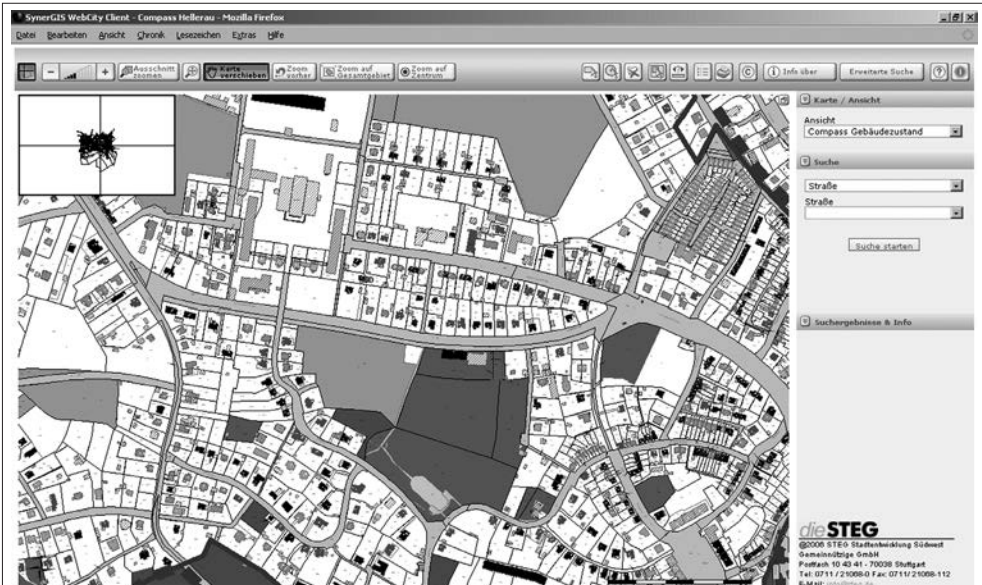 SynerGIS WebCity Client - Compass Hellerau - Mozilla Firefox
Datei Bearbeiten Ansicht Chronik Lesezeichen Extras Hilfe
Ausschnitt zoomen
Karte verschieben
Zoom vorher
Zoom auf Gesamtgebiet
Zoom auf Zentrum
Info über
Erweiterte Suche
Karte / Ansicht
Ansicht
Compass Gebäudezustand
Suche
Straße
Straße
Suche starten
Suchergebnisse & Info
die STEG
@2006 STEG Stadtentwicklung Südwest
Gemeinnützige GmbH
Postfach 10 43 41 - 70038 Stuttgart
Tel: 0711 / 21068-0 Fax: 0711/ 21068-112
E-Mail: